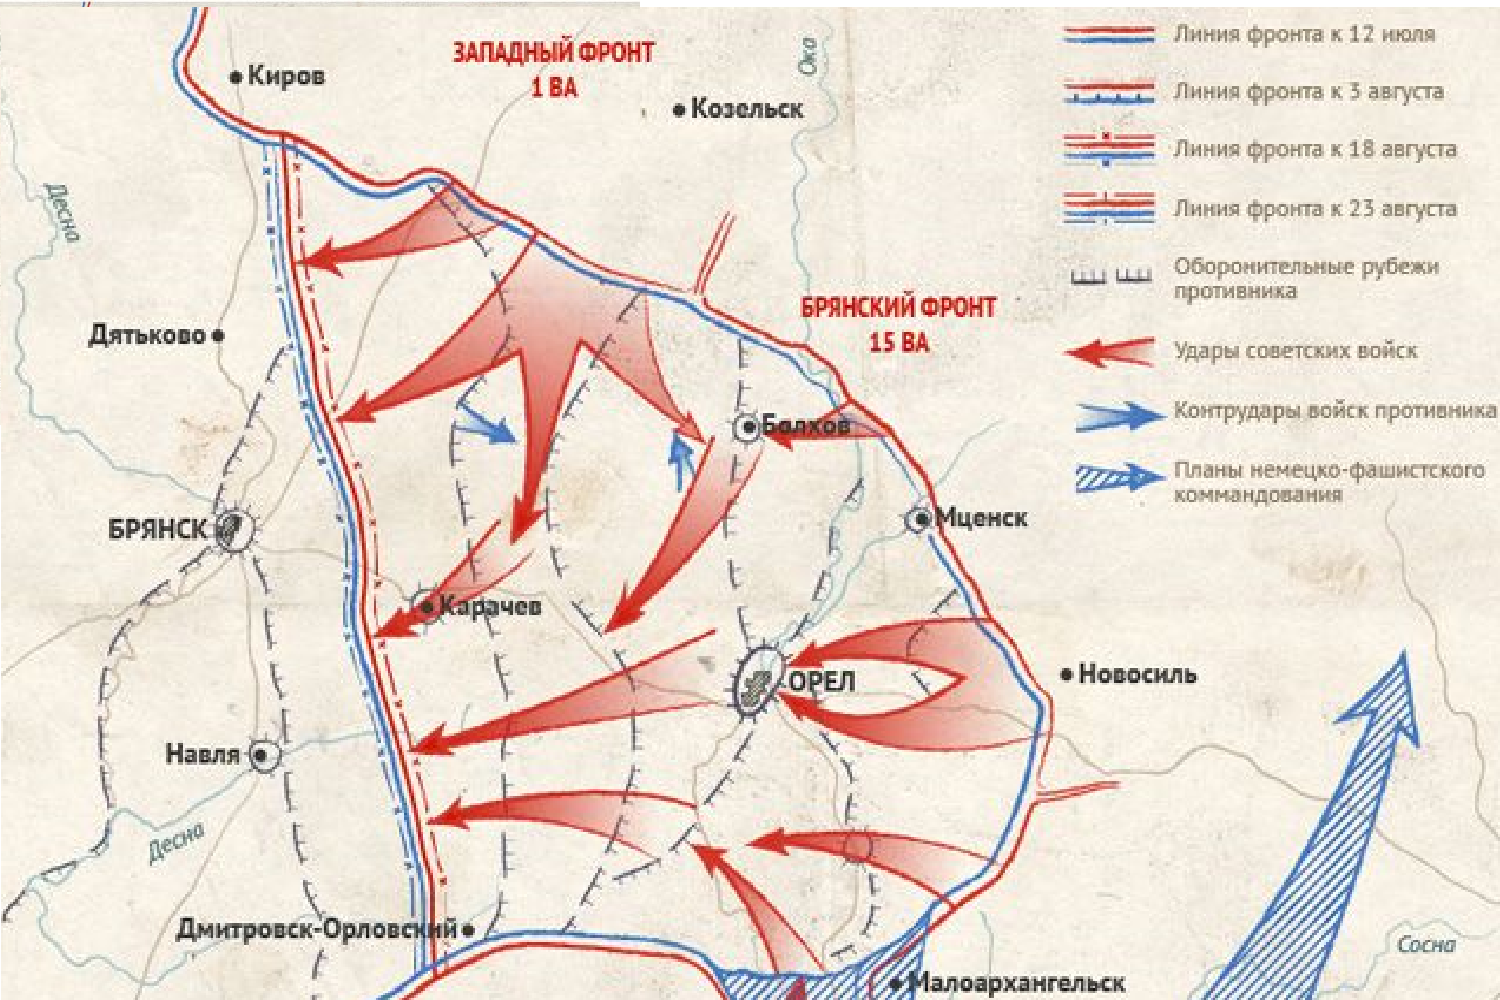 ЗАПАДНЫЙ ФРОНТ
1 ВА
Киров
Козельск
Ока
Десна
Линия фронта к 12 июля
Линия фронта к 3 августа
Линия фронта к 18 августа
Линия фронта к 23 августа
Оборонительные рубежи
противника
Удары советских войск
Контрудары войск противника
Планы немецко-фашистского
коммандования
БРЯНСКИЙ ФРОНТ
15 ВА
Дятьково
Болхов
БРЯНСК
Мценск
Карачев
ОРЕЛ
Новосиль
Навля
Десна
Дмитровск-Орловский
Сосна
Малоархангельск